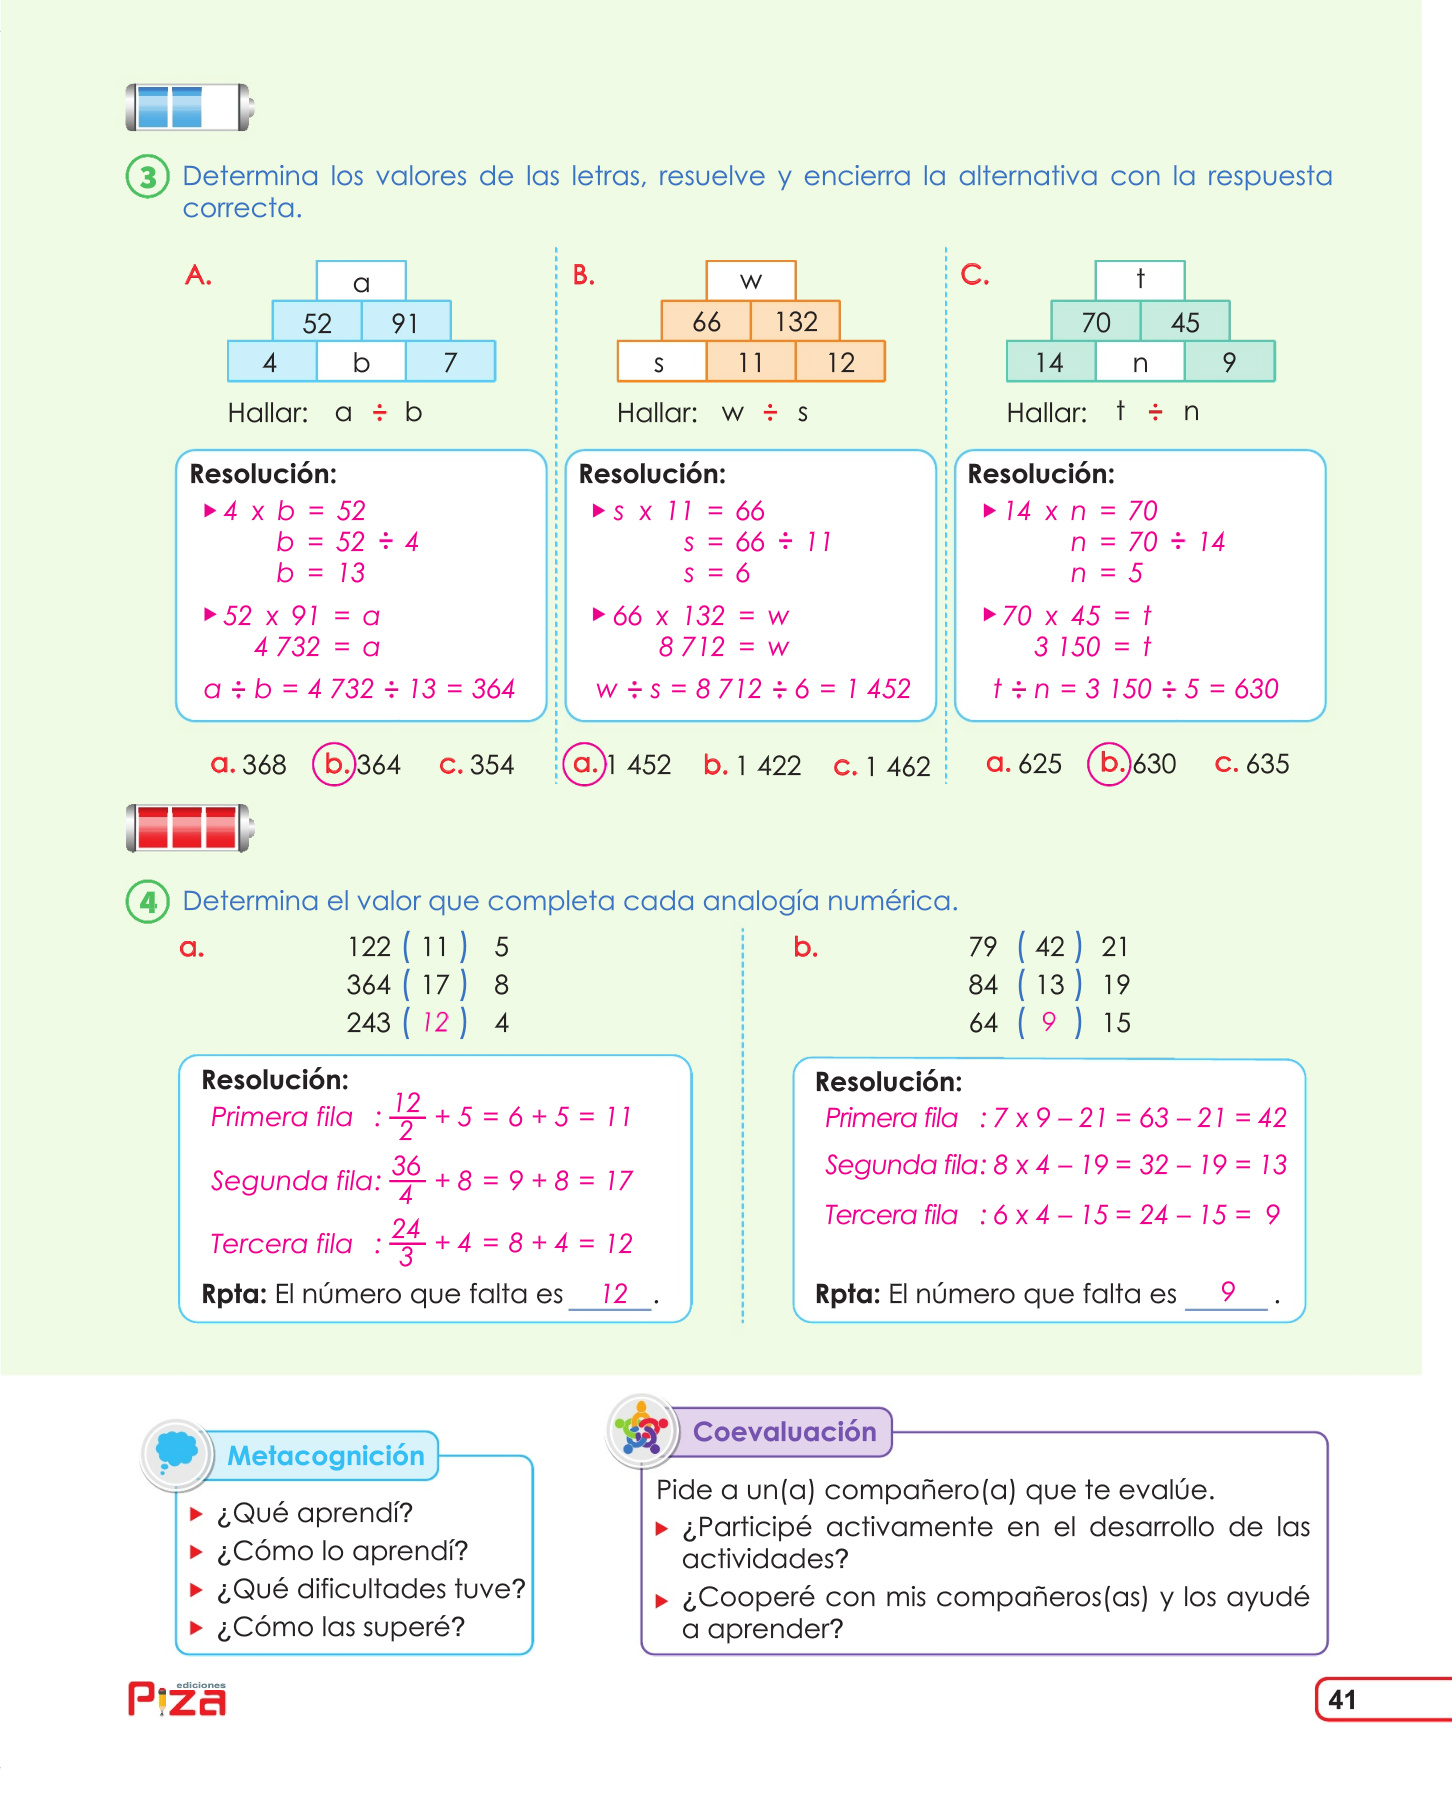 3 Determina los valores de las letras, resuelve y encierra la alternativa con la respuesta
correcta.
A.
a
52 91
4 b 7
Hallar: a ÷ b
Resolución:
4 x b = 52
b = 52 ÷ 4
b = 13
52 x 91 = a
4 732 = a
a ÷ b = 4 732 ÷ 13 = 364
a. 368 b. 364 c. 354
B.
w
66 132
s 11 12
Hallar: w ÷ s
Resolución:
s x 11 = 66
s = 66 ÷ 11
s = 6
66 x 132 = w
8 712 = w
w ÷ s = 8 712 ÷ 6 = 1 452
a. 1 452 b. 1 422 c. 1 462
C.
t
70 45
14 n 9
Hallar: t ÷ n
Resolución:
14 x n = 70
n = 70 ÷ 14
n = 5
70 x 45 = t
3 150 = t
t ÷ n = 3 150 ÷ 5 = 630
a. 625 b. 630 c. 635
4 Determina el valor que completa cada analogía numérica.
a.
122 ( 11 ) 5
364 ( 17 ) 8
243 ( 12 ) 4
Resolución:
Primera fila : 12/2 + 5 = 6 + 5 = 11
Segunda fila: 36/4 + 8 = 9 + 8 = 17
Tercera fila : 24/3 + 4 = 8 + 4 = 12
Rpta: El número que falta es 12 .
b.
79 ( 42 ) 21
84 ( 13 ) 19
64 ( 9 ) 15
Resolución:
Primera fila : 7 x 9 – 21 = 63 – 21 = 42
Segunda fila: 8 x 4 – 19 = 32 – 19 = 13
Tercera fila : 6 x 4 – 15 = 24 – 15 = 9
Rpta: El número que falta es 9 .
Metacognición
¿Qué aprendí?
¿Cómo lo aprendí?
¿Qué dificultades tuve?
¿Cómo las superé?
Coevaluación
Pide a un(a) compañero(a) que te evalúe.
¿Participé activamente en el desarrollo de las
actividades?
¿Cooperé con mis compañeros(as) y los ayudé
a aprender?
ediciones
Piza
41